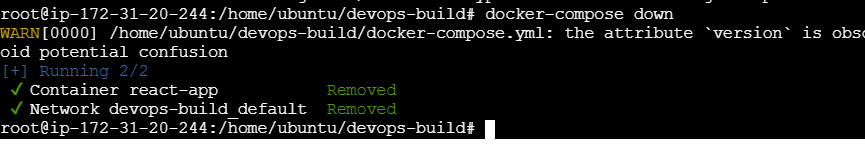 root@ip-172-31-20-244:/home/ubuntu/devops-build# docker-compose down
WARN[0000] /home/ubuntu/devops-build/docker-compose.yml: the attribute `version` is obso
oid potential confusion
[+] Running 2/2
✔ Container react-app Removed
✔ Network devops-build_default Removed
root@ip-172-31-20-244:/home/ubuntu/devops-build#